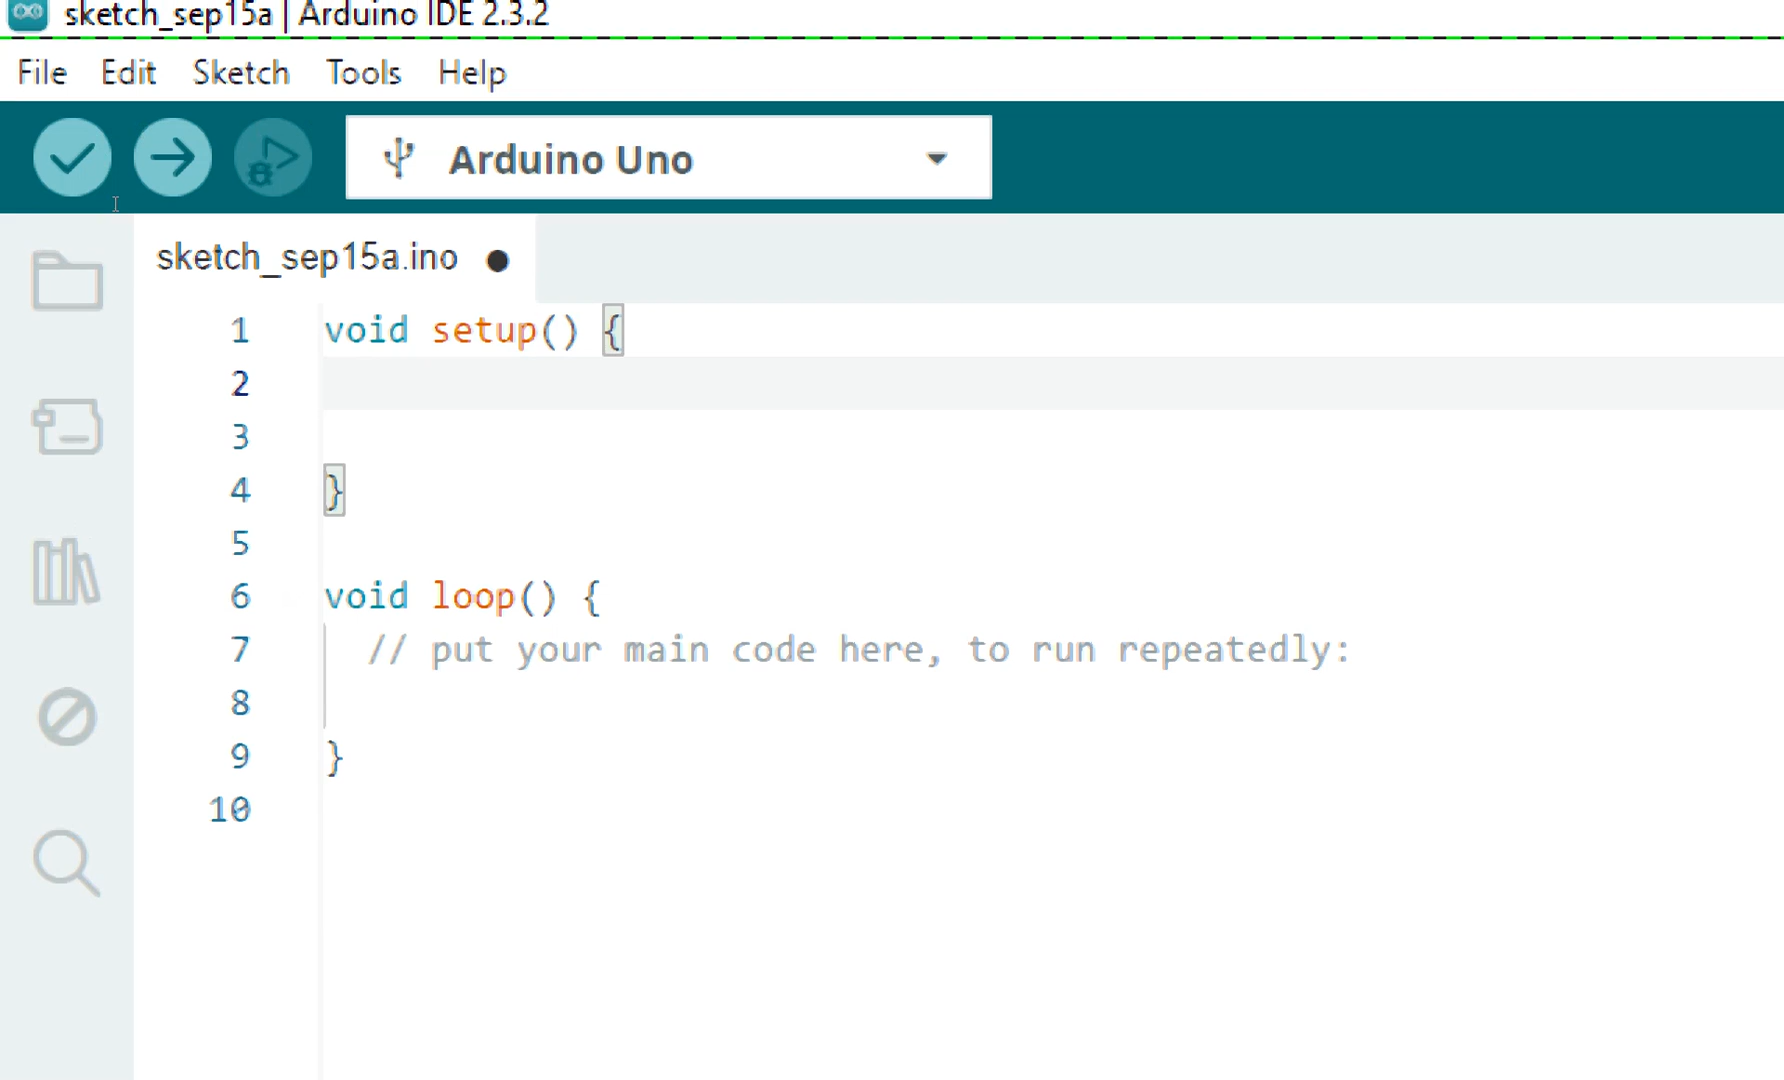 sketch_sep15a | Arduino IDE 2.3.2
File Edit Sketch Tools Help
Arduino Uno
sketch_sep15a.ino
1 void setup() {
2
3
4 }
5
6 void loop() {
7 // put your main code here, to run repeatedly:
8
9 }
10